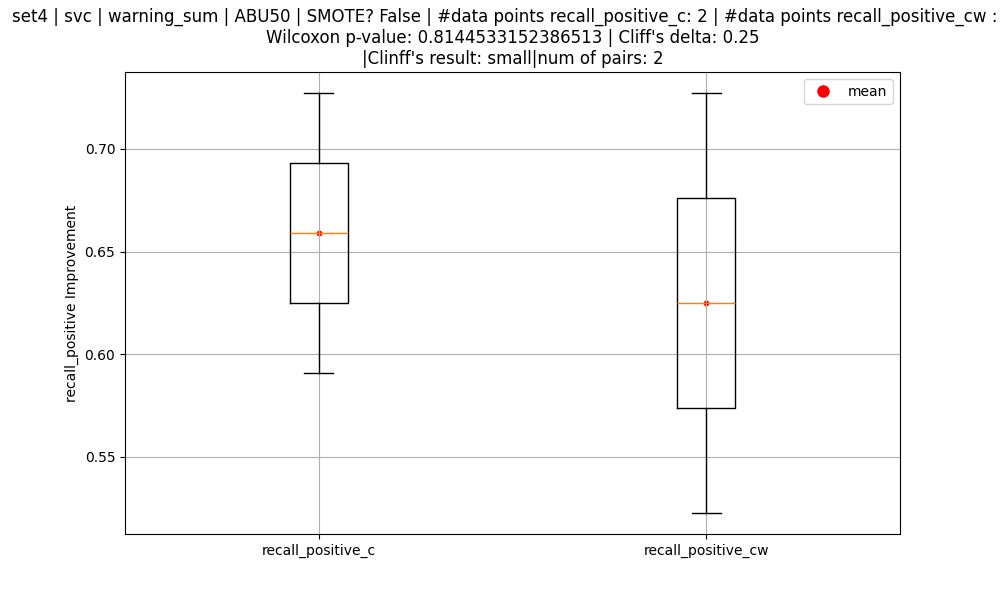 set4 | svc | warning_sum | ABU50 | SMOTE? False | #data points recall_positive_c: 2 | #data points recall_positive_cw :
Wilcoxon p-value: 0.8144533152386513 | Cliff's delta: 0.25
|Clinff's result: small|num of pairs: 2
mean
0.70
0.65
0.60
0.55
recall_positive Improvement
recall_positive_c
recall_positive_cw